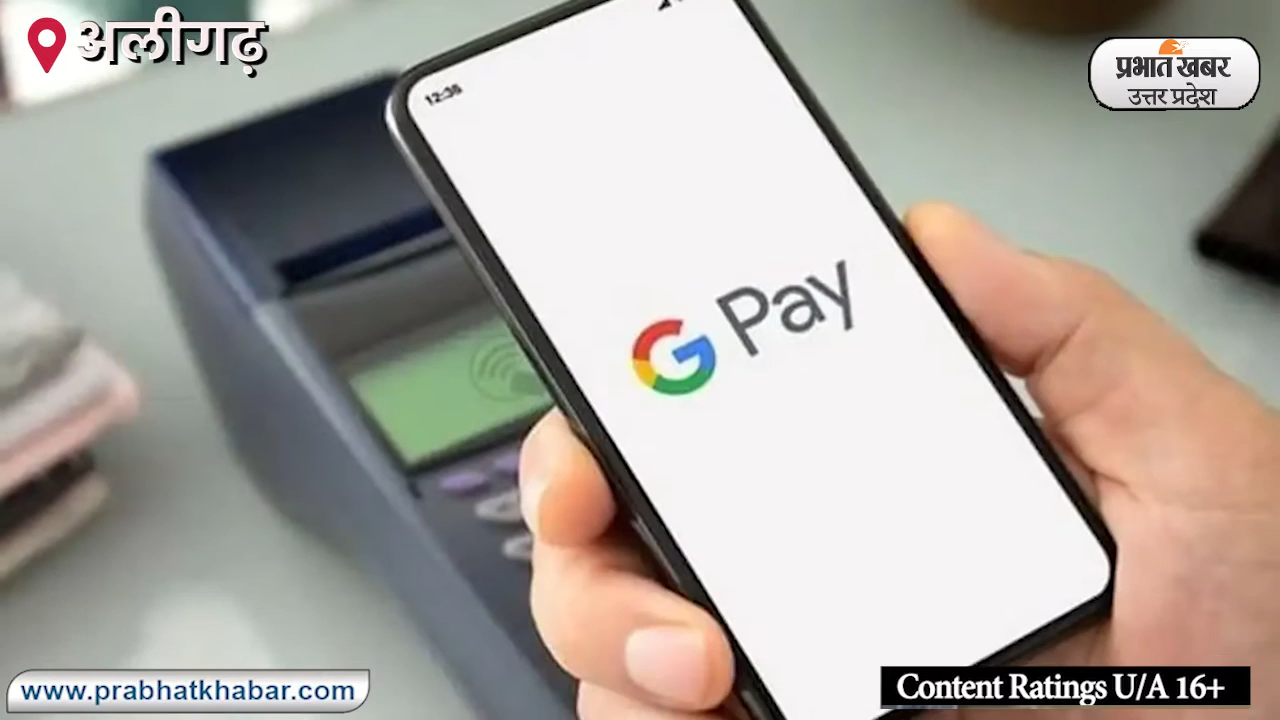 अलीगढ़
प्रभात खबर
उत्तर प्रदेश
12:36
G Pay
www.prabhatkhabar.com
Content Ratings U/A 16+